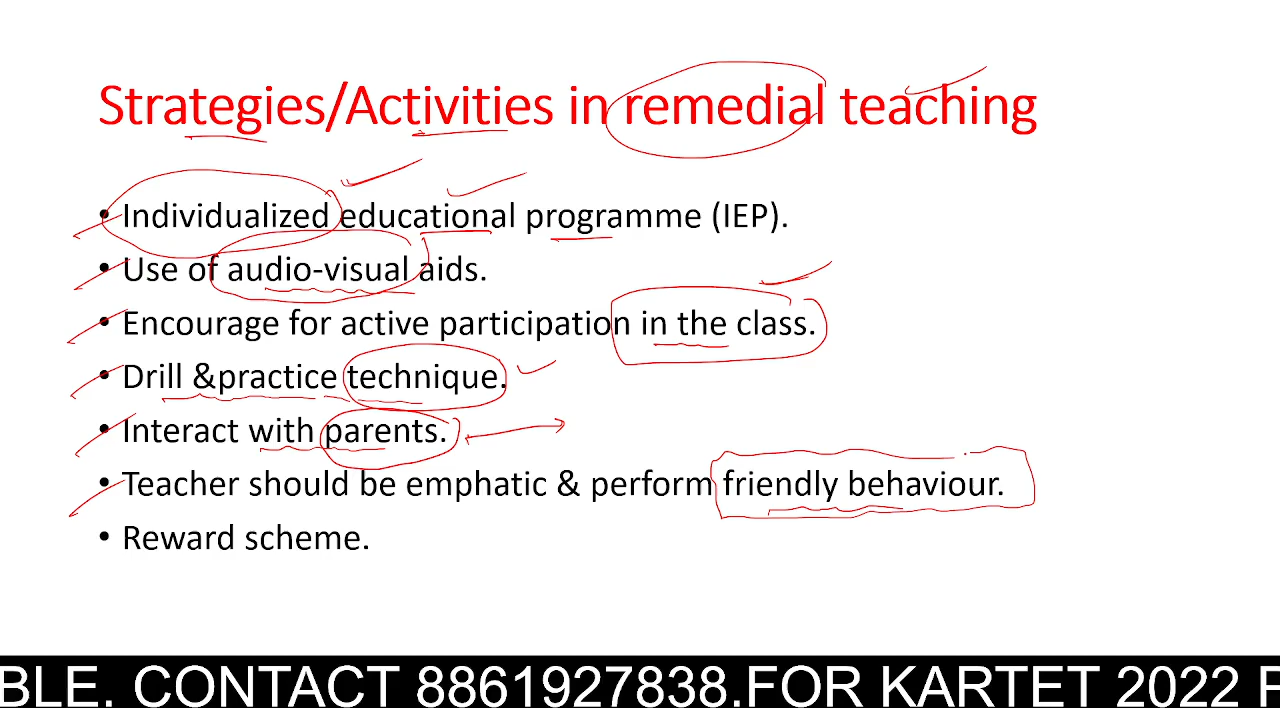 Strategies/Activities in remedial teaching
• Individualized educational programme (IEP).
• Use of audio-visual aids.
• Encourage for active participation in the class.
• Drill &practice technique.
• Interact with parents.
• Teacher should be emphatic & perform friendly behaviour.
• Reward scheme.
BLE. CONTACT 8861927838.FOR KARTET 2022